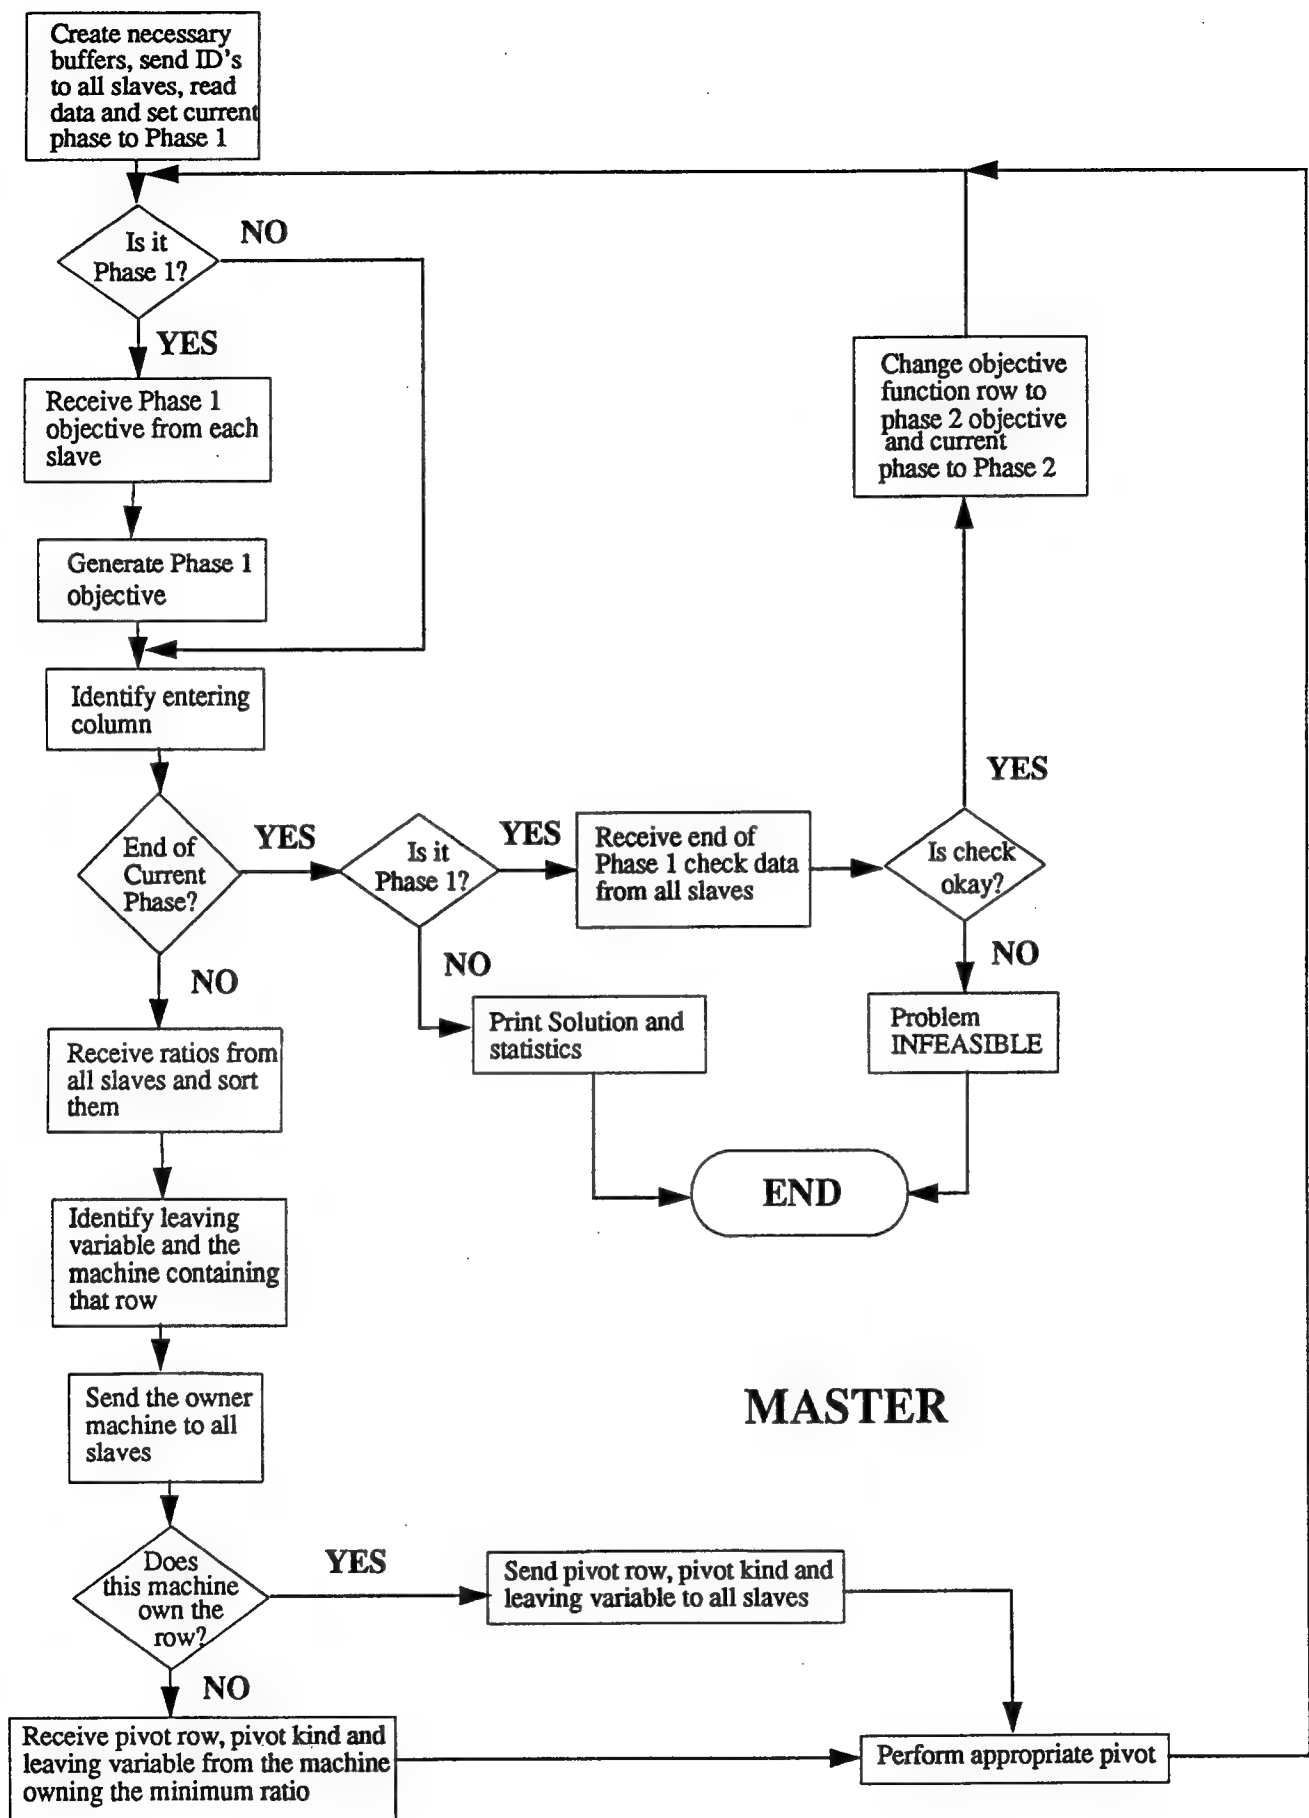 Create necessary
buffers, send ID's
to all slaves, read
data and set current
phase to Phase 1
Is it
Phase 1?
NO
YES
Receive Phase 1
objective from each
slave
Generate Phase 1
objective
Identify entering
column
End of
Current
Phase?
YES
Is it
Phase 1?
YES
Receive end of
Phase 1 check data
from all slaves
Is check
okay?
YES
Change objective
function row to
phase 2 objective
and current
phase to Phase 2
NO
Problem
INFEASIBLE
NO
Print Solution and
statistics
END
NO
Receive ratios from
all slaves and sort
them
Identify leaving
variable and the
machine containing
that row
Send the owner
machine to all
slaves
MASTER
Does
this machine
own the
row?
YES
Send pivot row, pivot kind and
leaving variable to all slaves
NO
Receive pivot row, pivot kind and
leaving variable from the machine
owning the minimum ratio
Perform appropriate pivot